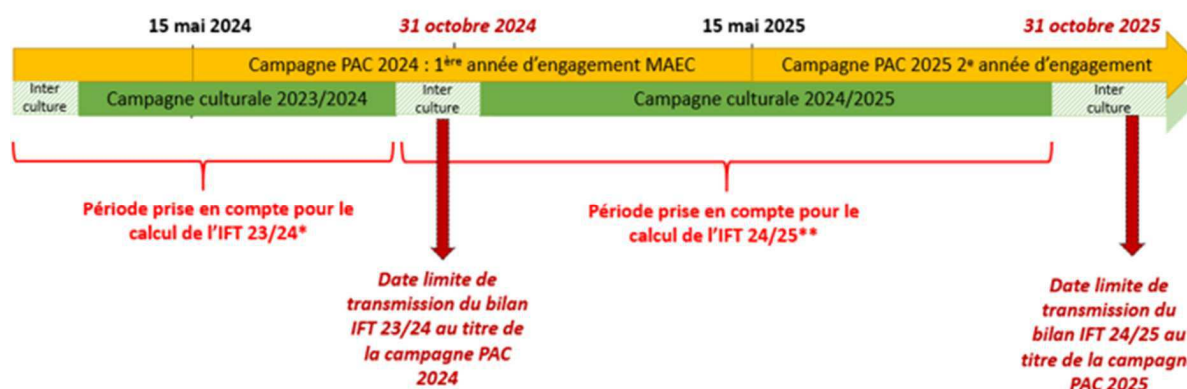 15 mai 2024
31 octobre 2024
15 mai 2025
31 octobre 2025
Campagne PAC 2024 : 1ère année d'engagement MAEC
Campagne PAC 2025 2e année d'engagement
Inter
culture
Campagne culturale 2023/2024
Inter
culture
Campagne culturale 2024/2025
Inter
culture
Période prise en compte pour le
calcul de l'IFT 23/24*
Période prise en compte pour le
calcul de l'IFT 24/25**
Date limite de
transmission du bilan
IFT 23/24 au titre de
la campagne PAC
2024
Date limite de
transmission du
bilan IFT 24/25 au
titre de la campagne
PAC 2025